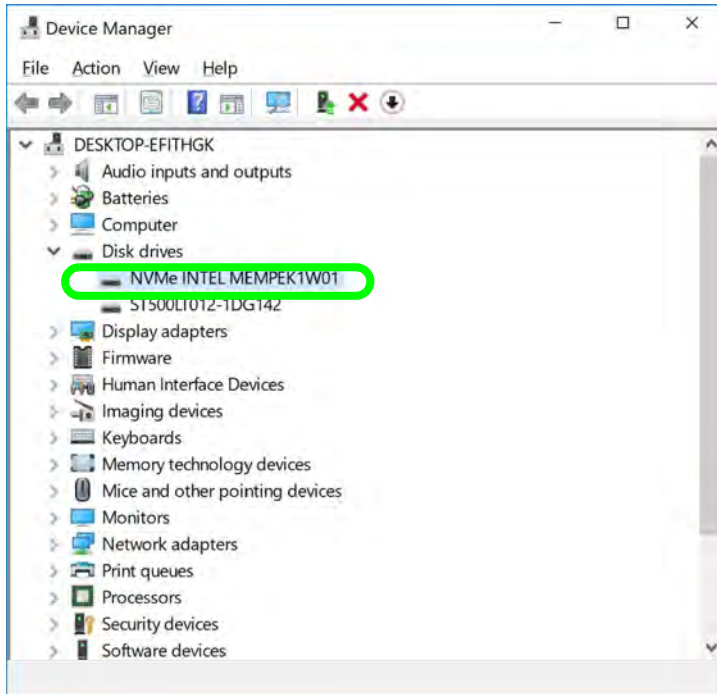 Device Manager
File Action View Help
DESKTOP-EFITHGK
Audio inputs and outputs
Batteries
Computer
Disk drives
NVMe INTEL MEMPEK1W01
ST500LT012-1DG142
Display adapters
Firmware
Human Interface Devices
Imaging devices
Keyboards
Memory technology devices
Mice and other pointing devices
Monitors
Network adapters
Print queues
Processors
Security devices
Software devices